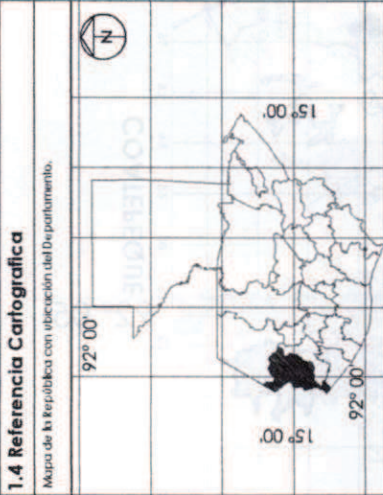 1.4 Referencia Cartografica
Mapa de la República con ubicación del Departamento.
N
92° 00'
15° 00'
15° 00'
92° 00'
CONTEPEQUE